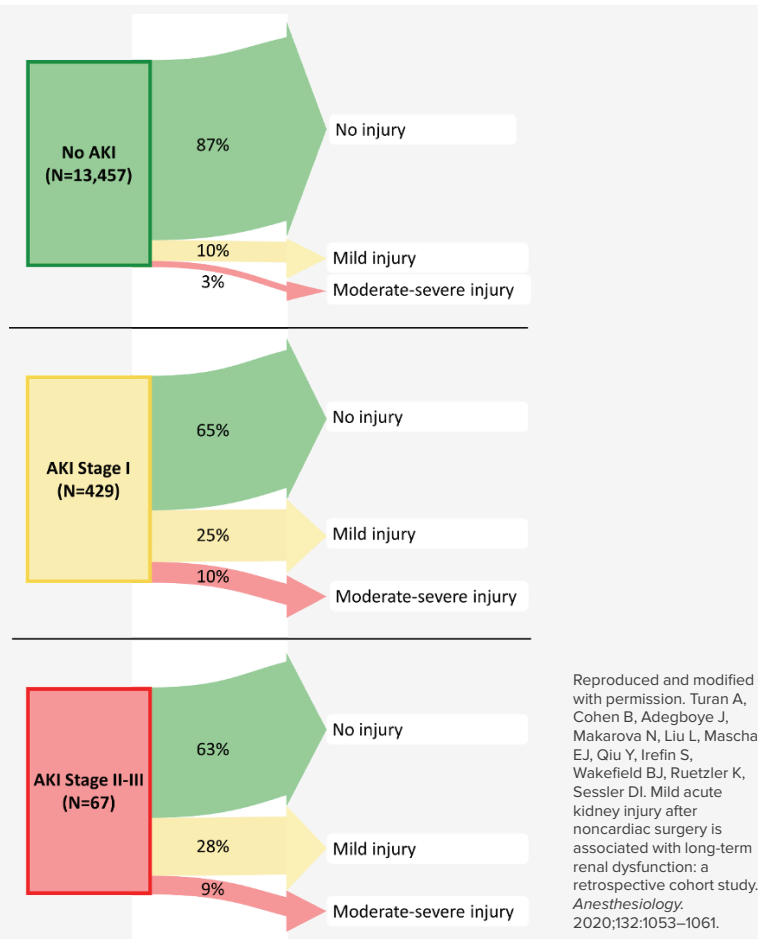 No AKI
(N=13,457)
87%
No injury
10%
Mild injury
3%
Moderate-severe injury
AKI Stage I
(N=429)
65%
No injury
25%
Mild injury
10%
Moderate-severe injury
AKI Stage II-III
(N=67)
63%
No injury
28%
Mild injury
9%
Moderate-severe injury
Reproduced and modified
with permission. Turan A,
Cohen B, Adegboye J,
Makarova N, Liu L, Mascha
EJ, Qiu Y, Irefin S,
Wakefield BJ, Ruetzler K,
Sessler DI. Mild acute
kidney injury after
noncardiac surgery is
associated with long-term
renal dysfunction: a
retrospective cohort study.
Anesthesiology.
2020;132:1053–1061.